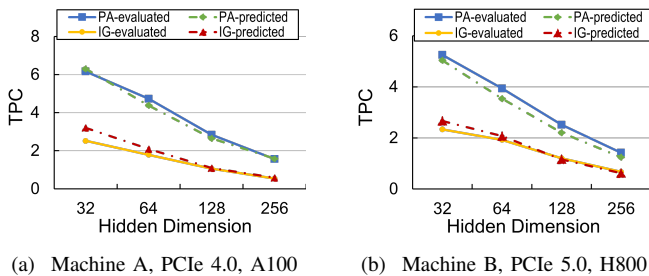 PA-evaluated PA-predicted
IG-evaluated IG-predicted
8
6
4
2
0
TPC
32 64 128 256
Hidden Dimension
(a) Machine A, PCIe 4.0, A100
PA-evaluated PA-predicted
IG-evaluated IG-predicted
6
4
2
0
TPC
32 64 128 256
Hidden Dimension
(b) Machine B, PCIe 5.0, H800